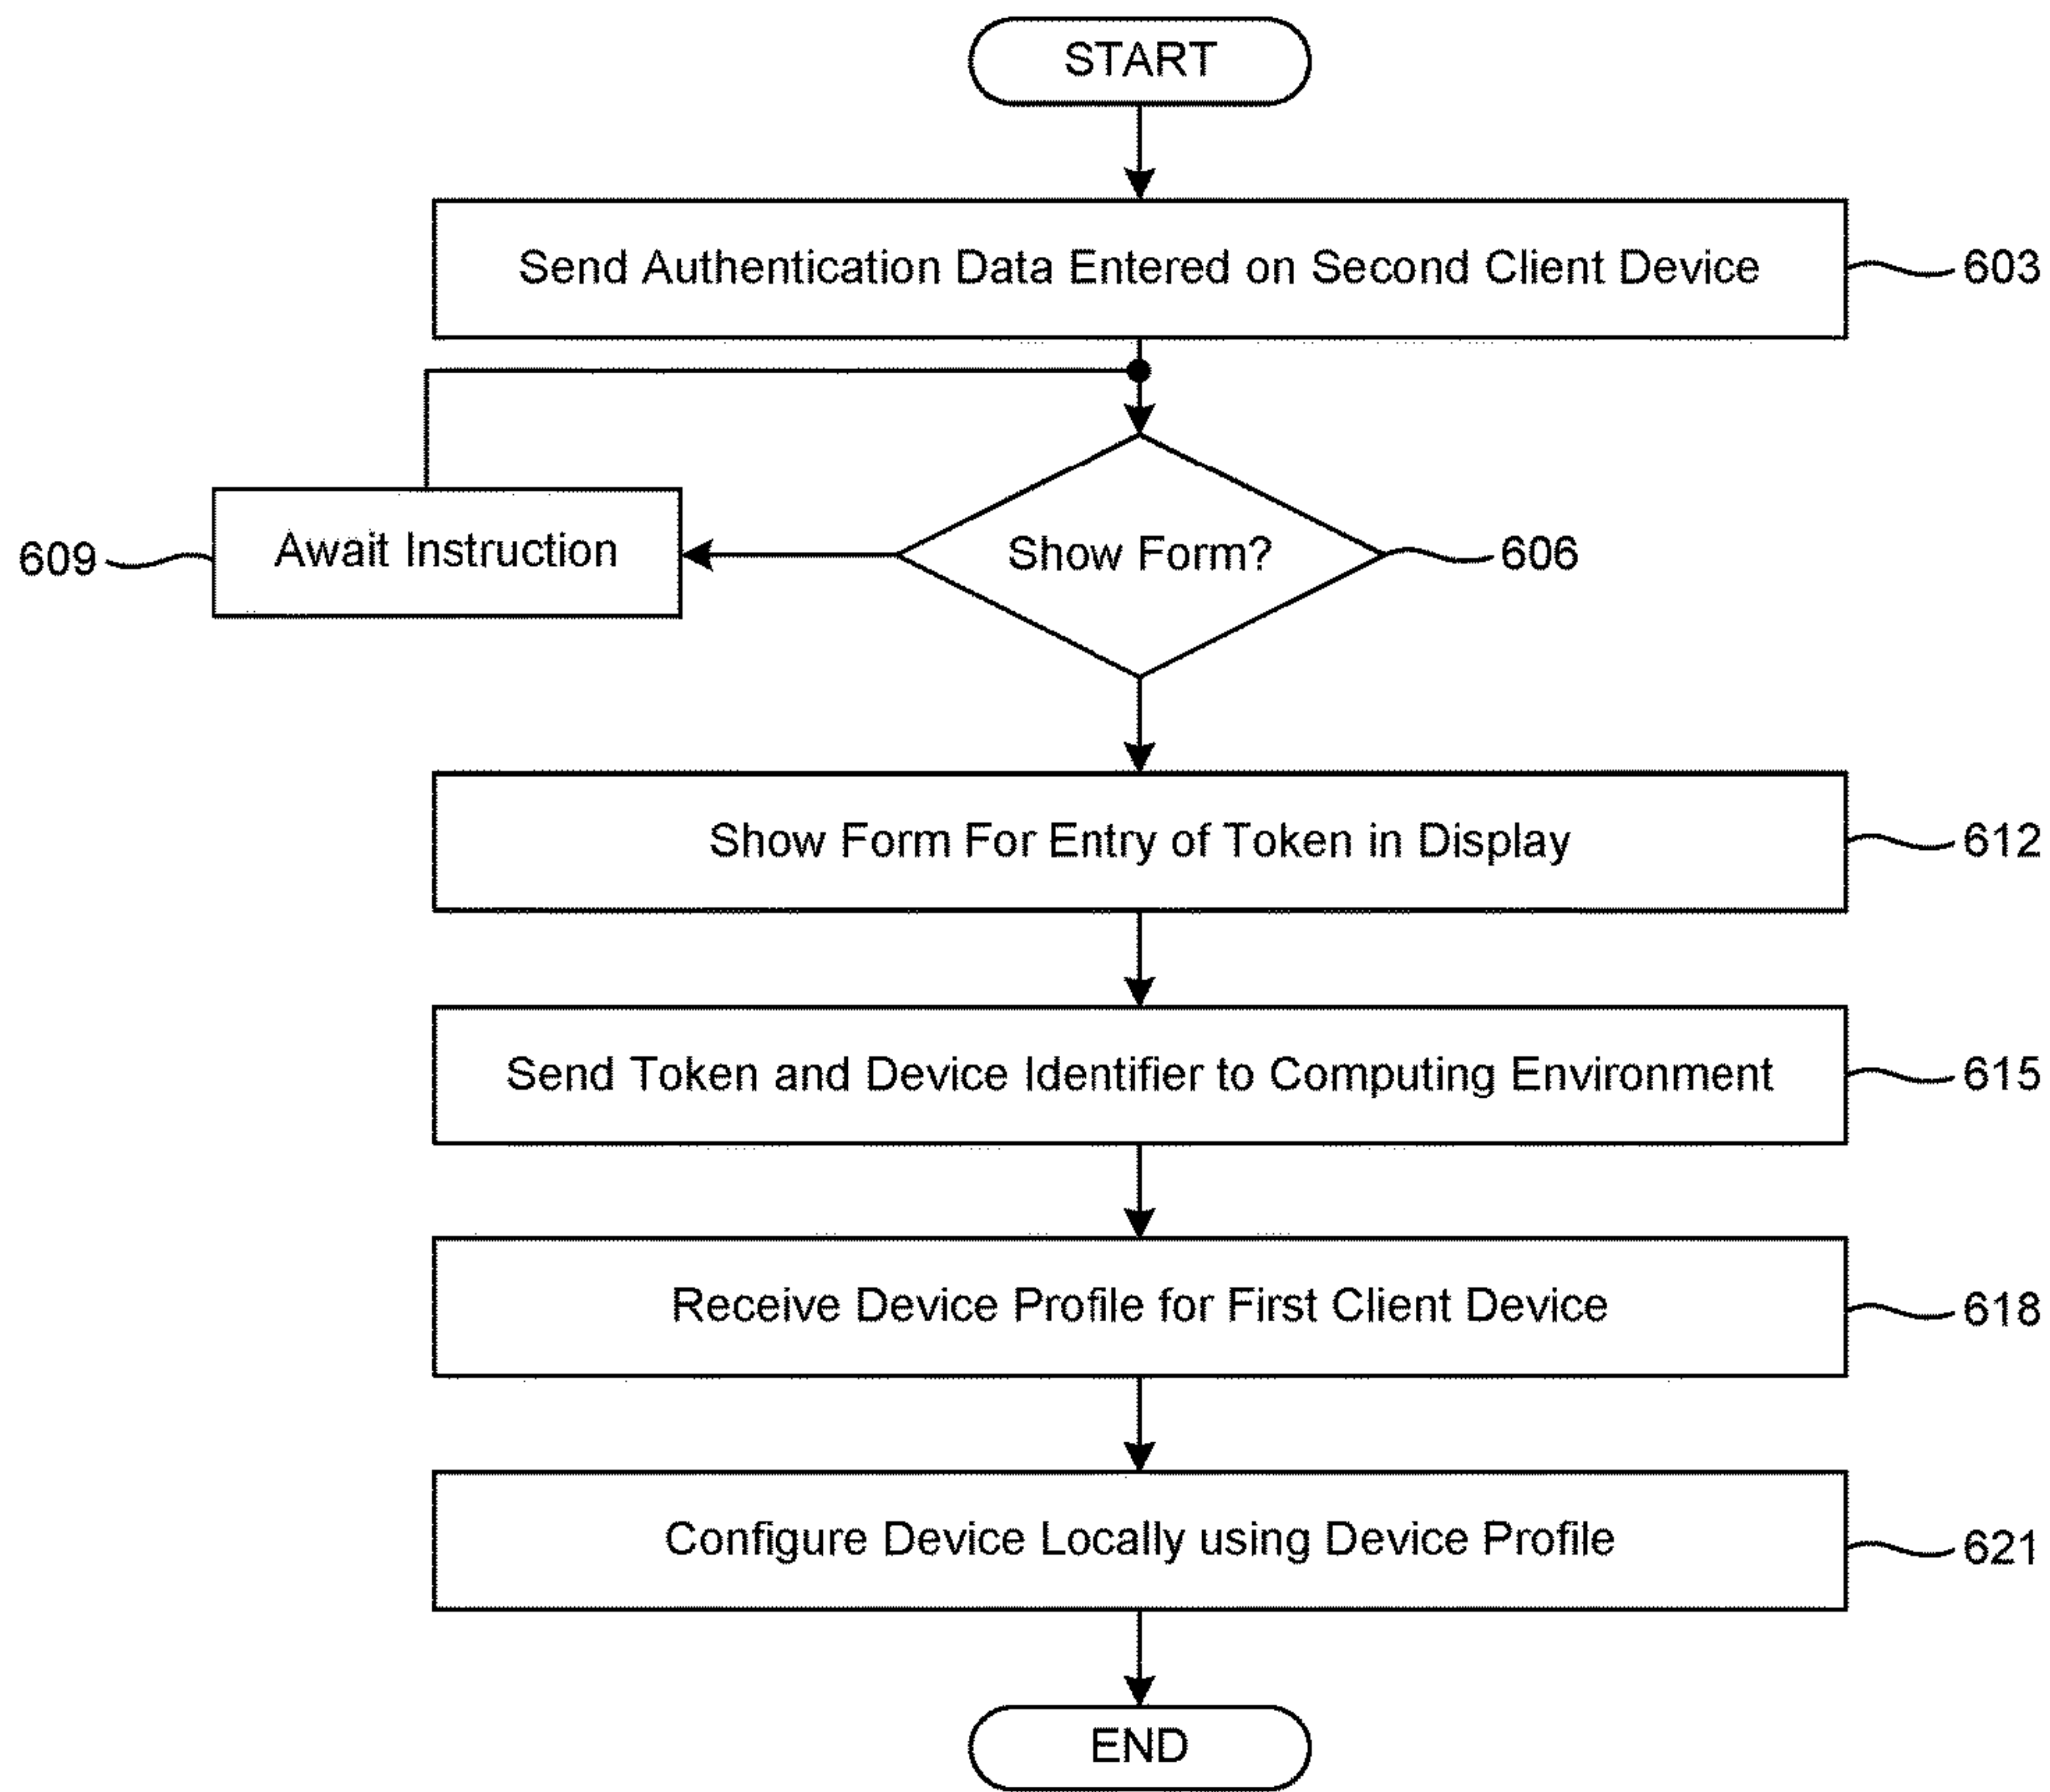 START
Send Authentication Data Entered on Second Client Device
603
Await Instruction
609
Show Form?
606
Show Form For Entry of Token in Display
612
Send Token and Device Identifier to Computing Environment
615
Receive Device Profile for First Client Device
618
Configure Device Locally using Device Profile
621
END